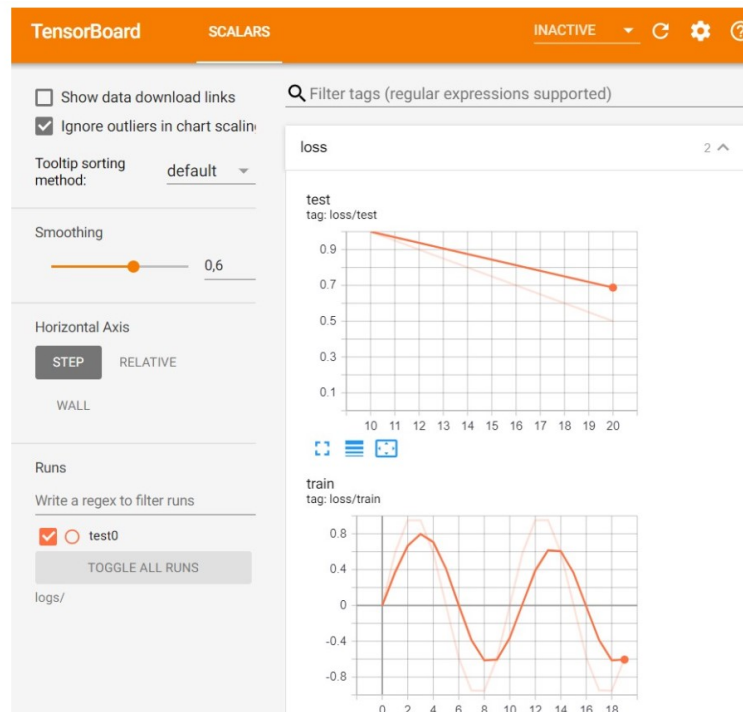 TensorBoard SCALARS INACTIVE
Show data download links
Ignore outliers in chart scalin
Tooltip sorting
method: default
Smoothing
0,6
Horizontal Axis
STEP RELATIVE
WALL
Runs
Write a regex to filter runs
test0
TOGGLE ALL RUNS
logs/
Filter tags (regular expressions supported)
loss 2
test
tag: loss/test
0.9
0.7
0.5
0.3
0.1
10 11 12 13 14 15 16 17 18 19 20
train
tag: loss/train
0.8
0.4
0
-0.4
-0.8
0 2 4 6 8 10 12 14 16 18